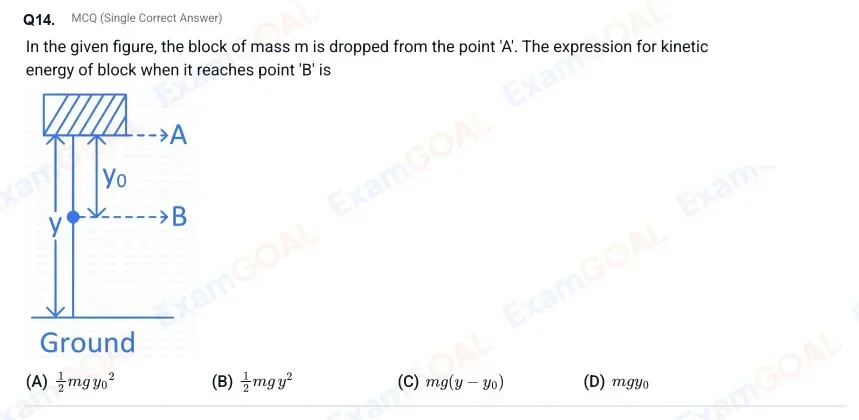 Q14. MCQ (Single Correct Answer)
In the given figure, the block of mass m is dropped from the point 'A'. The expression for kinetic
energy of block when it reaches point 'B' is
A
y₀
B
y
Ground
(A) ½mgy₀² (B) ½mgy² (C) mg(y − y₀) (D) mgy₀
ExamGOAL